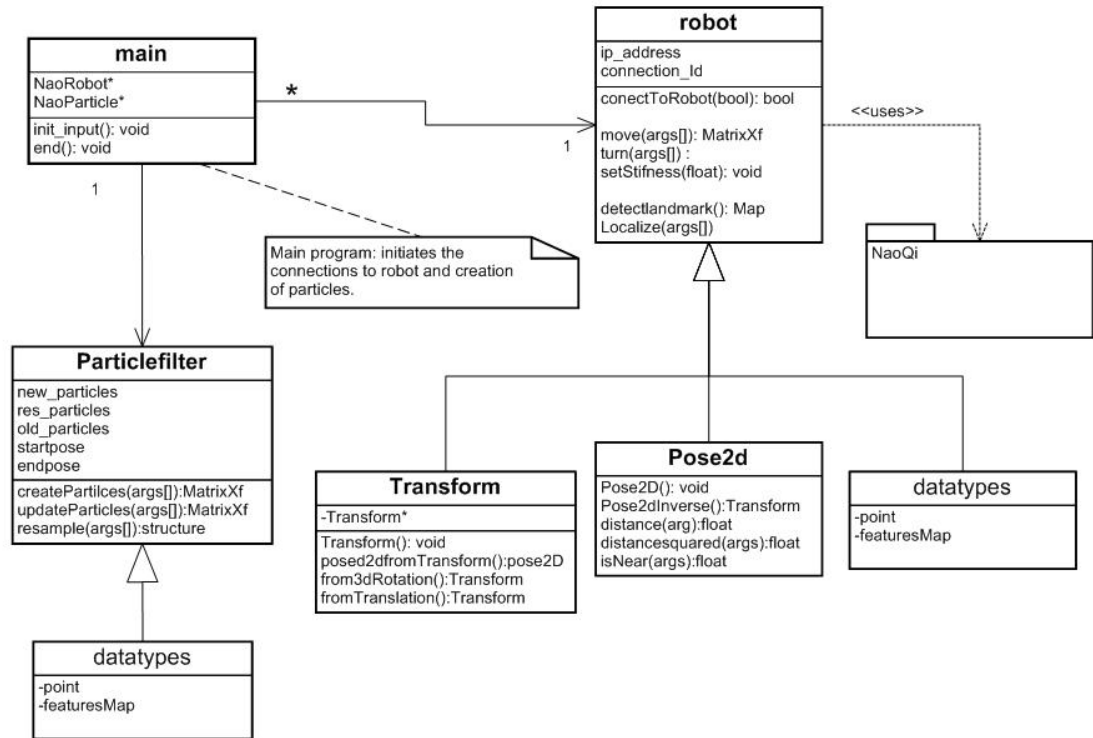 main
NaoRobot*
NaoParticle*
init_input(): void
end(): void
*
1
1
robot
ip_address
connection_Id
conectToRobot(bool): bool
move(args[]): MatrixXf
turn(args[]) :
setStifness(float): void
detectlandmark(): Map
Localize(args[])
<<uses>>
NaoQi
Main program: initiates the
connections to robot and creation
of particles.
Particlefilter
new_particles
res_particles
old_particles
startpose
endpose
createPartilces(args[]):MatrixXf
updateParticles(args[]):MatrixXf
resample(args[]):structure
datatypes
-point
-featuresMap
Transform
-Transform*
Transform(): void
posed2dfromTransform():pose2D
from3dRotation():Transform
fromTranslation():Transform
Pose2d
Pose2D(): void
Pose2dInverse():Transform
distance(arg):float
distancesquared(args):float
isNear(args):float
datatypes
-point
-featuresMap